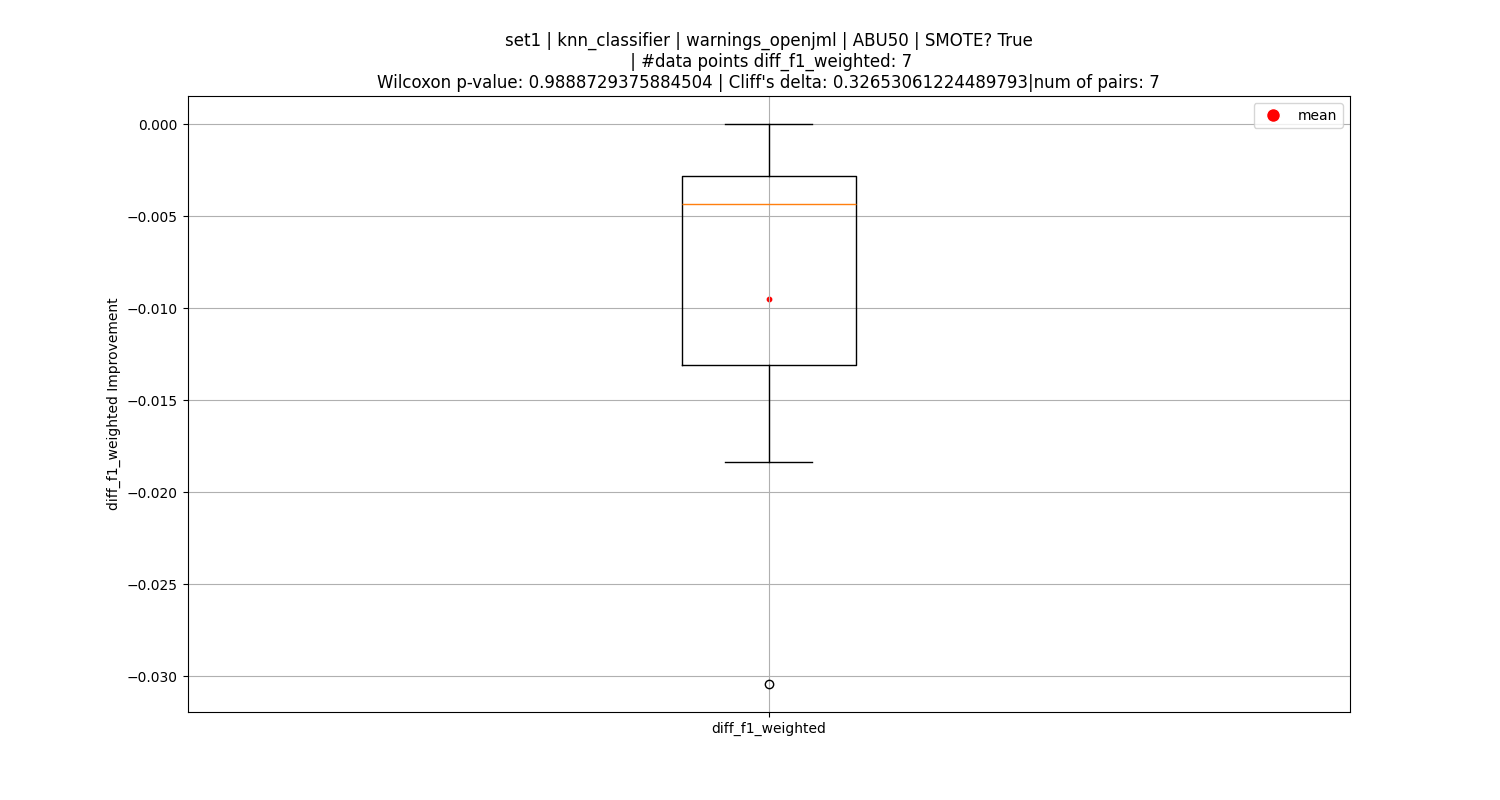 set1 | knn_classifier | warnings_openjml | ABU50 | SMOTE? True
| #data points diff_f1_weighted: 7
Wilcoxon p-value: 0.9888729375884504 | Cliff's delta: 0.32653061224489793|num of pairs: 7
mean
0.000
−0.005
−0.010
−0.015
−0.020
−0.025
−0.030
diff_f1_weighted Improvement
diff_f1_weighted